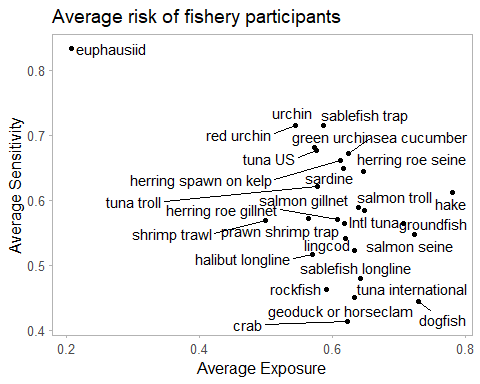 Average risk of fishery participants
0.8
0.7
0.6
0.5
0.4
Average Sensitivity
euphausiid
urchin
sablefish trap
red urchin
green urchin
sea cucumber
tuna US
herring roe seine
herring spawn on kelp
sardine
tuna troll
salmon gillnet
salmon troll
hake
herring roe gillnet
Intl tuna
groundfish
shrimp trawl
prawn shrimp trap
lingcod
salmon seine
halibut longline
sablefish longline
rockfish
tuna international
geoduck or horseclam
crab
dogfish
0.2
0.4
0.6
0.8
Average Exposure